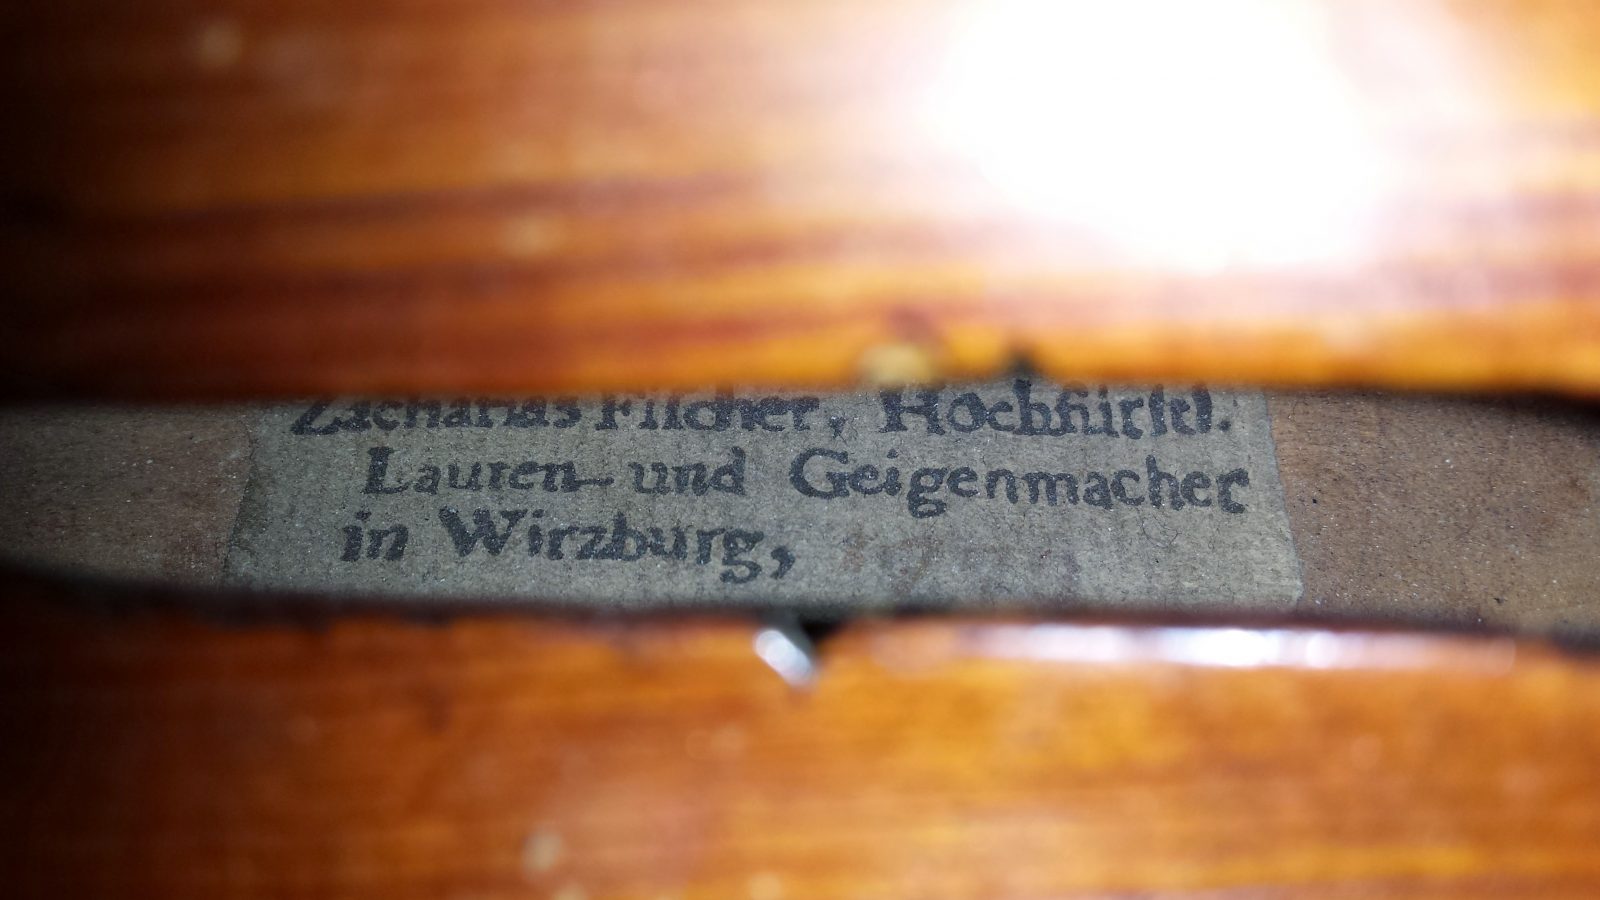 Zacharias Fiſcher, Hochfürſtl.
Lauten- und Geigenmacher
in Wirzburg,